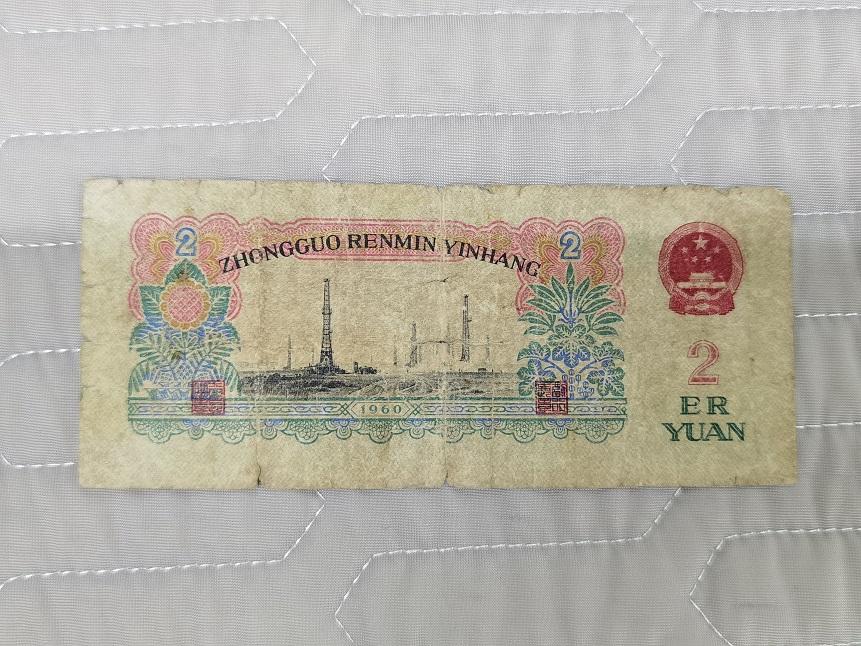 2
2
ZHONGGUO RENMIN YINHANG
1960
2
ER
YUAN